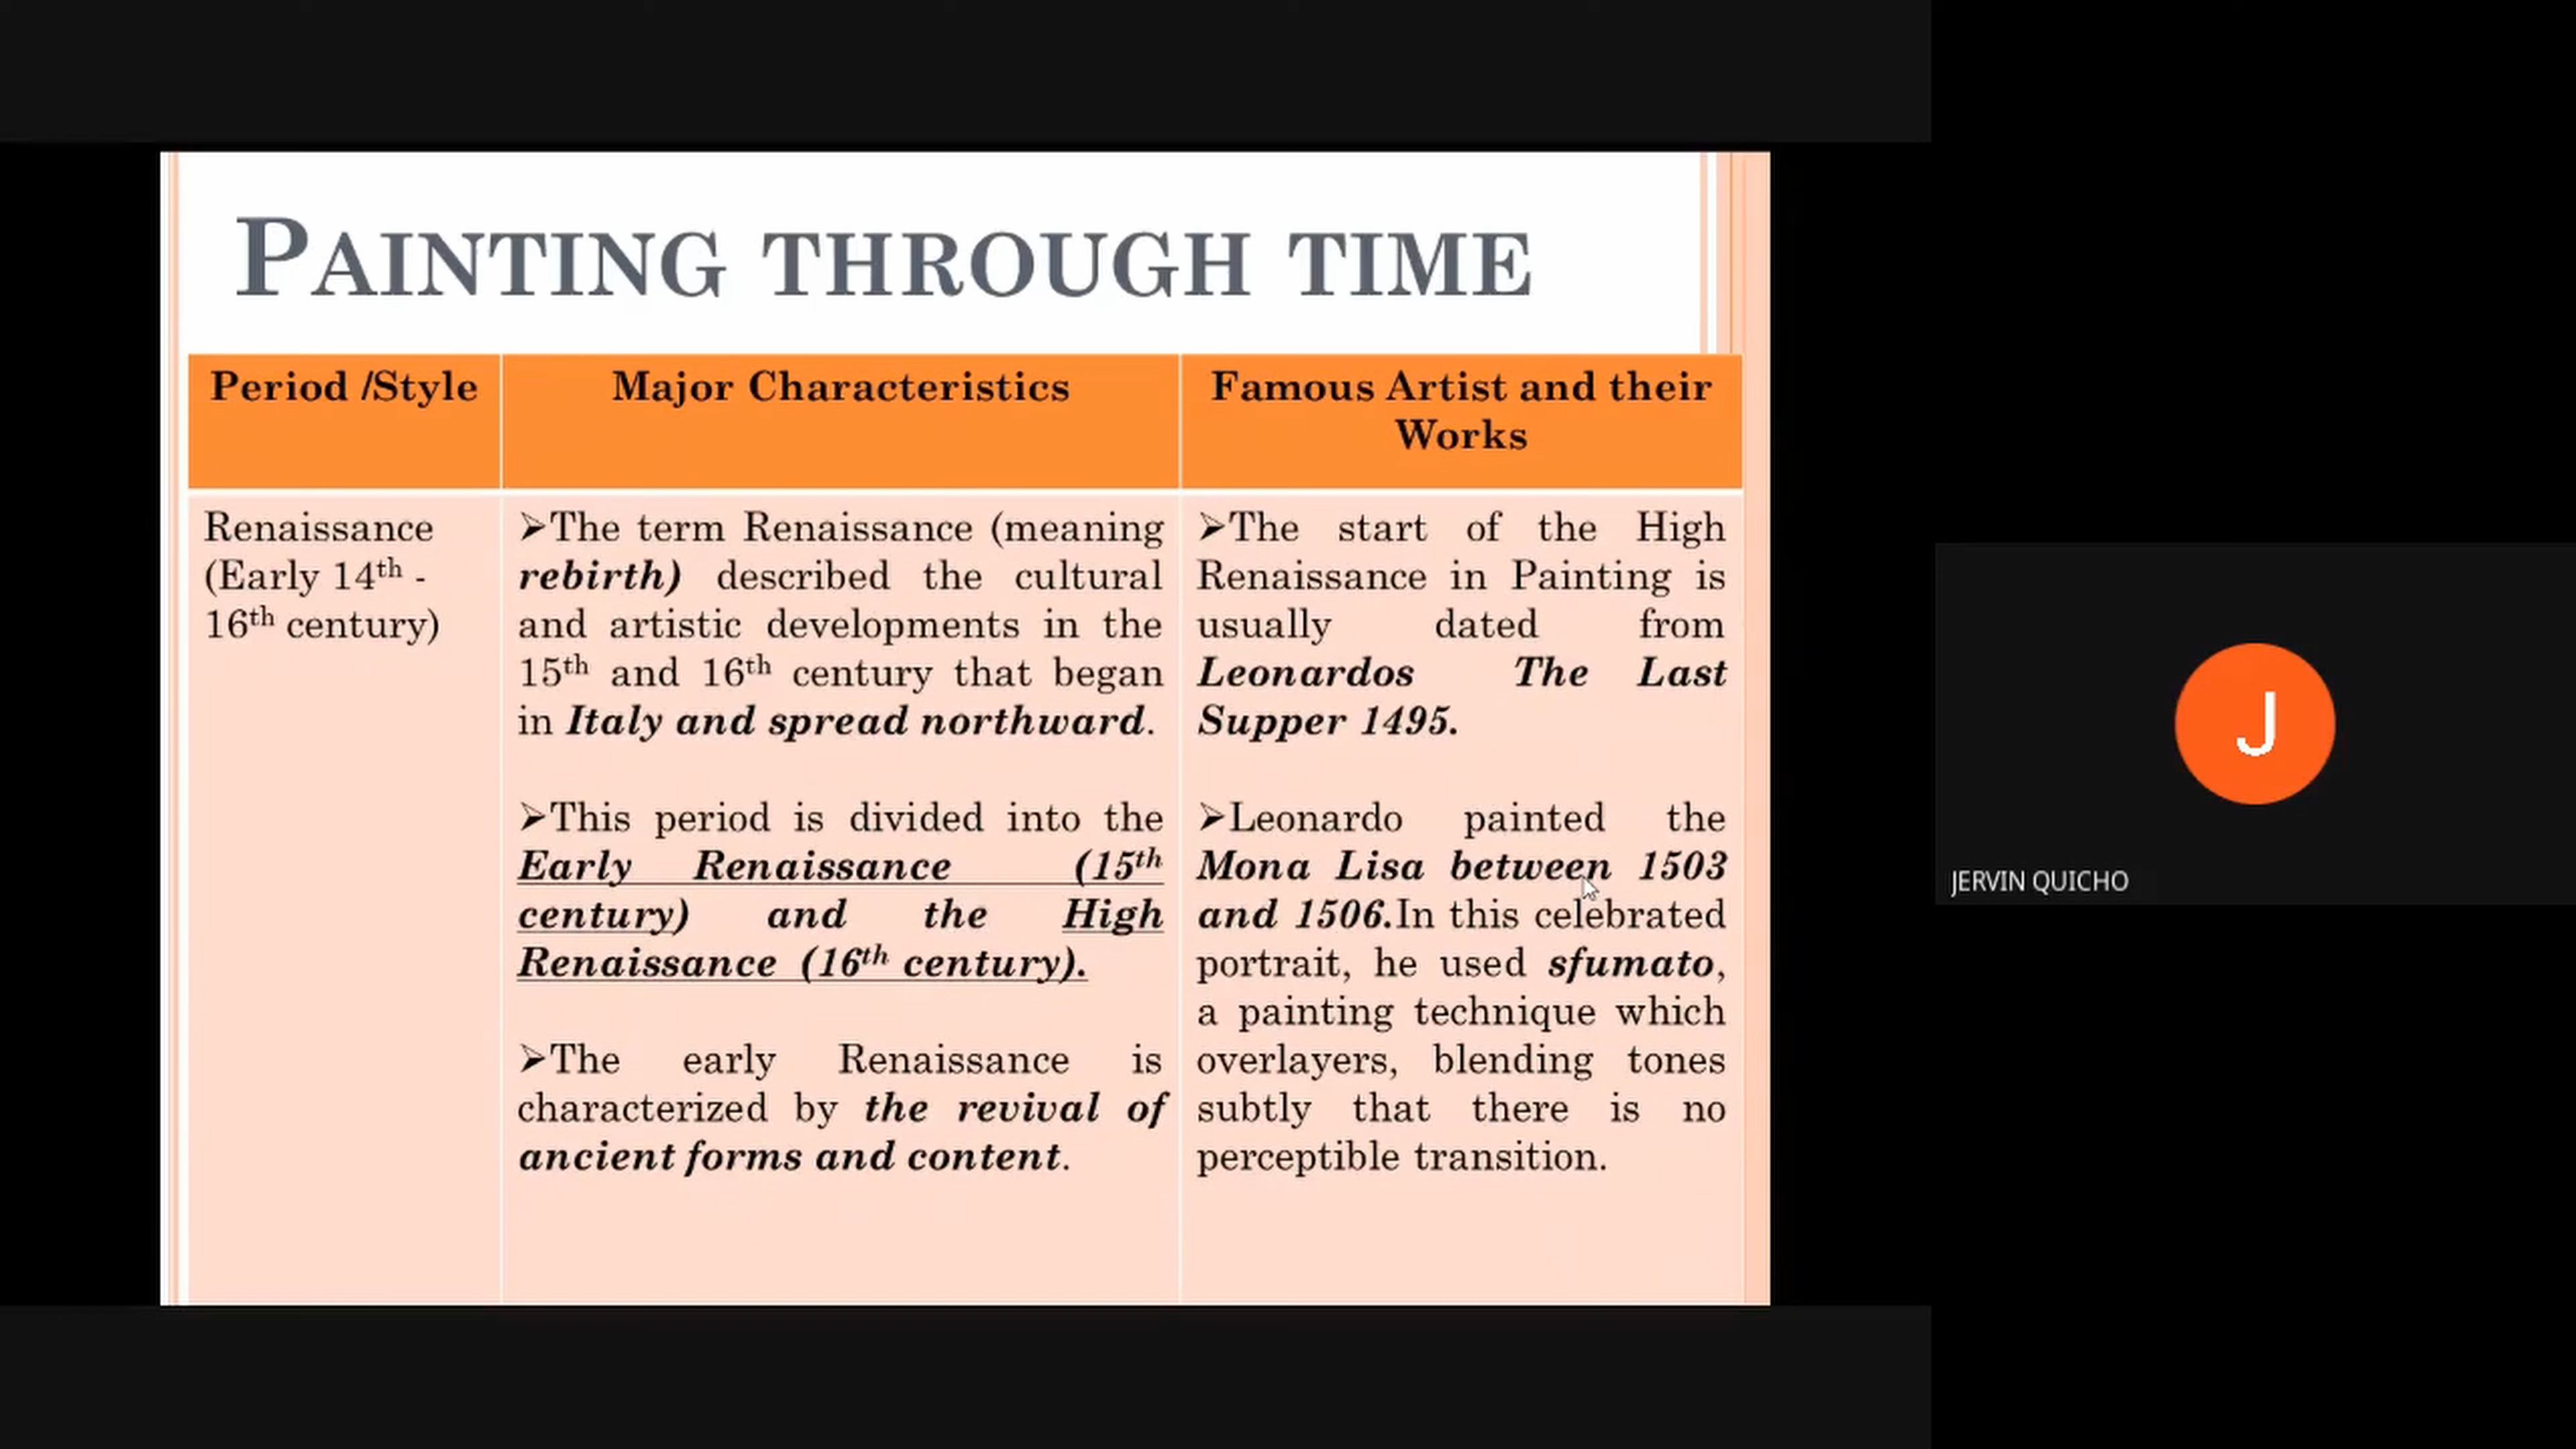 PAINTING THROUGH TIME
Period /Style
Major Characteristics
Famous Artist and their
Works
Renaissance
(Early 14th -
16th century)
➢The term Renaissance (meaning
rebirth) described the cultural
and artistic developments in the
15th and 16th century that began
in Italy and spread northward.
➢This period is divided into the
Early Renaissance (15th
century) and the High
Renaissance (16th century).
➢The early Renaissance is
characterized by the revival of
ancient forms and content.
➢The start of the High
Renaissance in Painting is
usually dated from
Leonardos The Last
Supper 1495.
➢Leonardo painted the
Mona Lisa between 1503
and 1506.In this celebrated
portrait, he used sfumato,
a painting technique which
overlayers, blending tones
subtly that there is no
perceptible transition.
J
JERVIN QUICHO